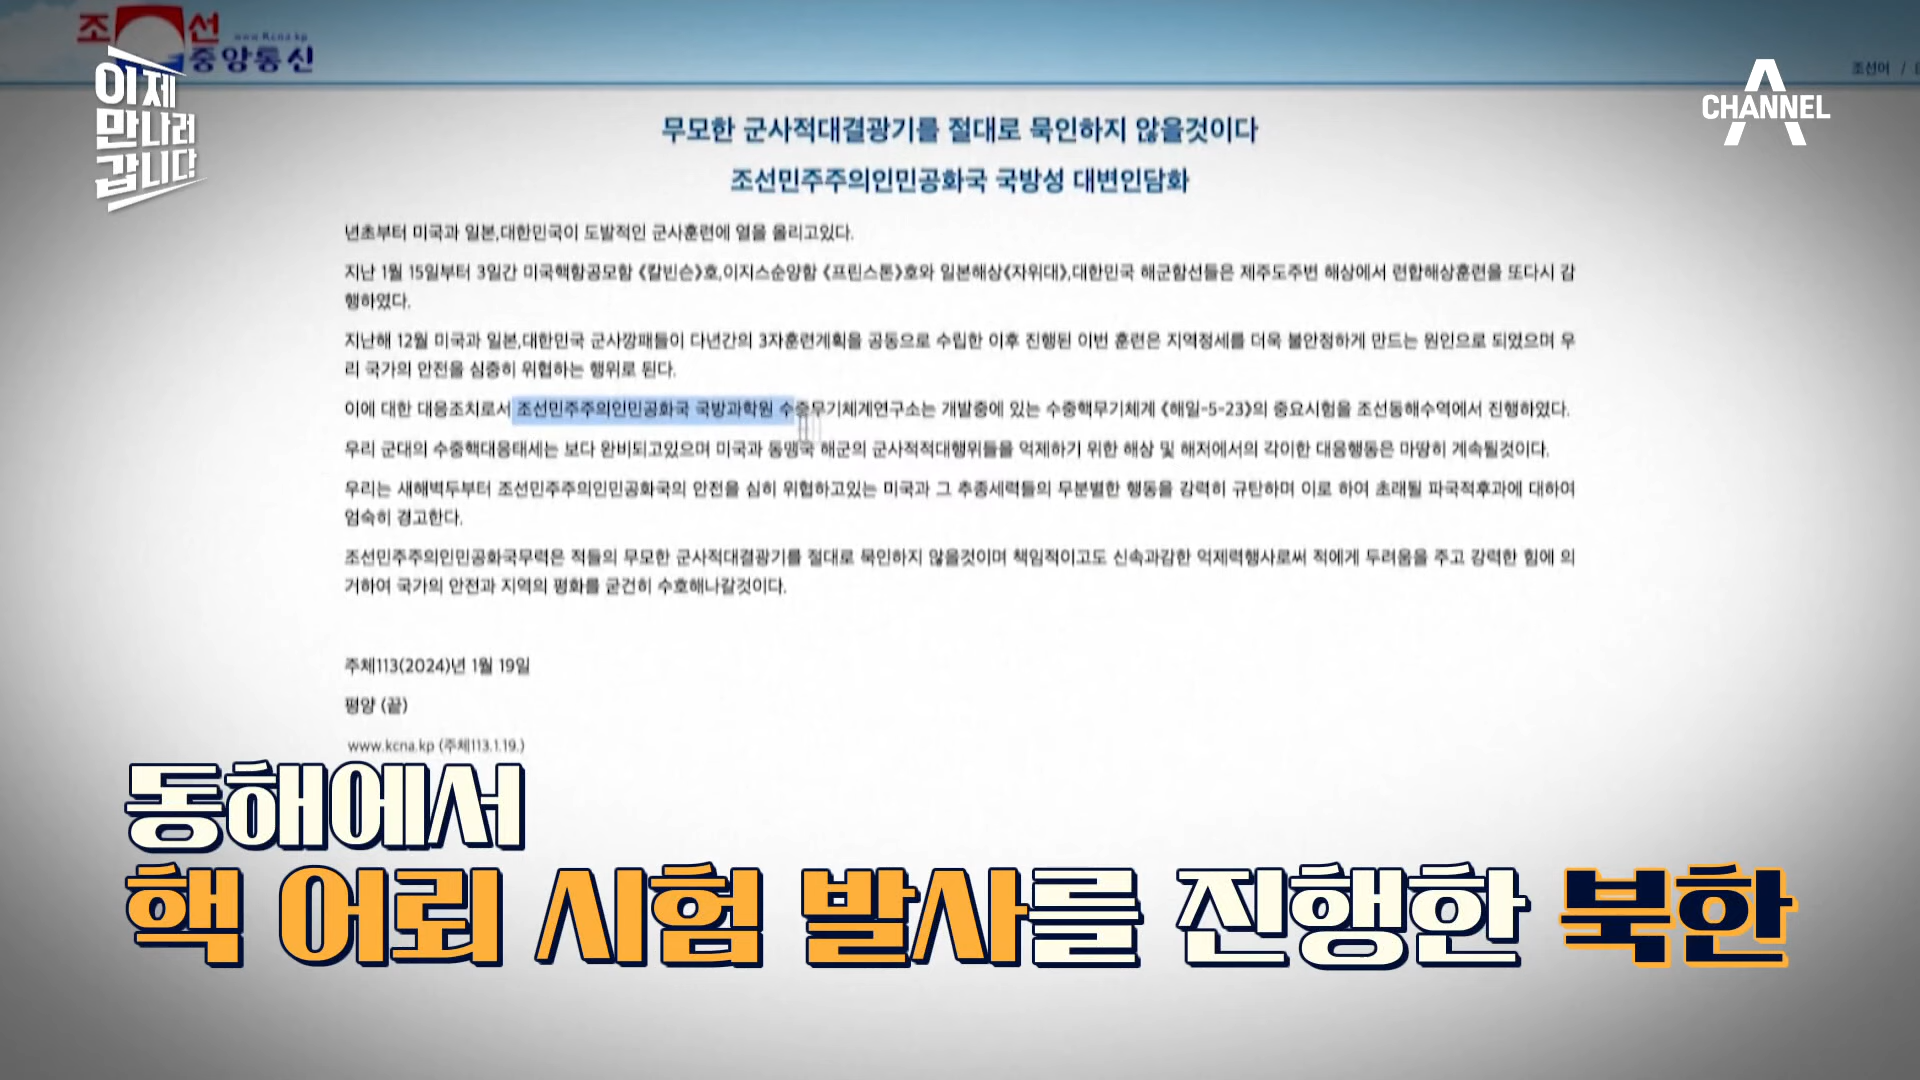 조선
www.kcna.kp
중앙통신
이제
만나러
갑니다
CHANNEL A
조선어 /
무모한 군사적대결광기를 절대로 묵인하지 않을것이다
조선민주주의인민공화국 국방성 대변인담화
년초부터 미국과 일본,대한민국이 도발적인 군사훈련에 열을 올리고있다.
지난 1월 15일부터 3일간 미국핵항공모함 《칼빈슨》호,이지스순양함 《프린스톤》호와 일본해상《자위대》,대한민국 해군함선들은 제주도주변 해상에서 련합해상훈련을 또다시 감
행하였다.
지난해 12월 미국과 일본,대한민국 군사깡패들이 다년간의 3자훈련계획을 공동으로 수립한 이후 진행된 이번 훈련은 지역정세를 더욱 불안정하게 만드는 원인으로 되였으며 우
리 국가의 안전을 심중히 위협하는 행위로 된다.
이에 대한 대응조치로서 조선민주주의인민공화국 국방과학원 수중무기체계연구소는 개발중에 있는 수중핵무기체계 《해일-5-23》의 중요시험을 조선동해수역에서 진행하였다.
우리 군대의 수중핵대응태세는 보다 완비되고있으며 미국과 동맹국 해군의 군사적적대행위들을 억제하기 위한 해상 및 해저에서의 각이한 대응행동은 마땅히 계속될것이다.
우리는 새해벽두부터 조선민주주의인민공화국의 안전을 심히 위협하고있는 미국과 그 추종세력들의 무분별한 행동을 강력히 규탄하며 이로 하여 초래될 파국적후과에 대하여
엄숙히 경고한다.
조선민주주의인민공화국무력은 적들의 무모한 군사적대결광기를 절대로 묵인하지 않을것이며 책임적이고도 신속과감한 억제력행사로써 적에게 두려움을 주고 강력한 힘에 의
거하여 국가의 안전과 지역의 평화를 굳건히 수호해나갈것이다.
주체113(2024)년 1월 19일
평양 (끝)
www.kcna.kp (주체113.1.19.)
동해에서
핵 어뢰 시험 발사를 진행한 북한